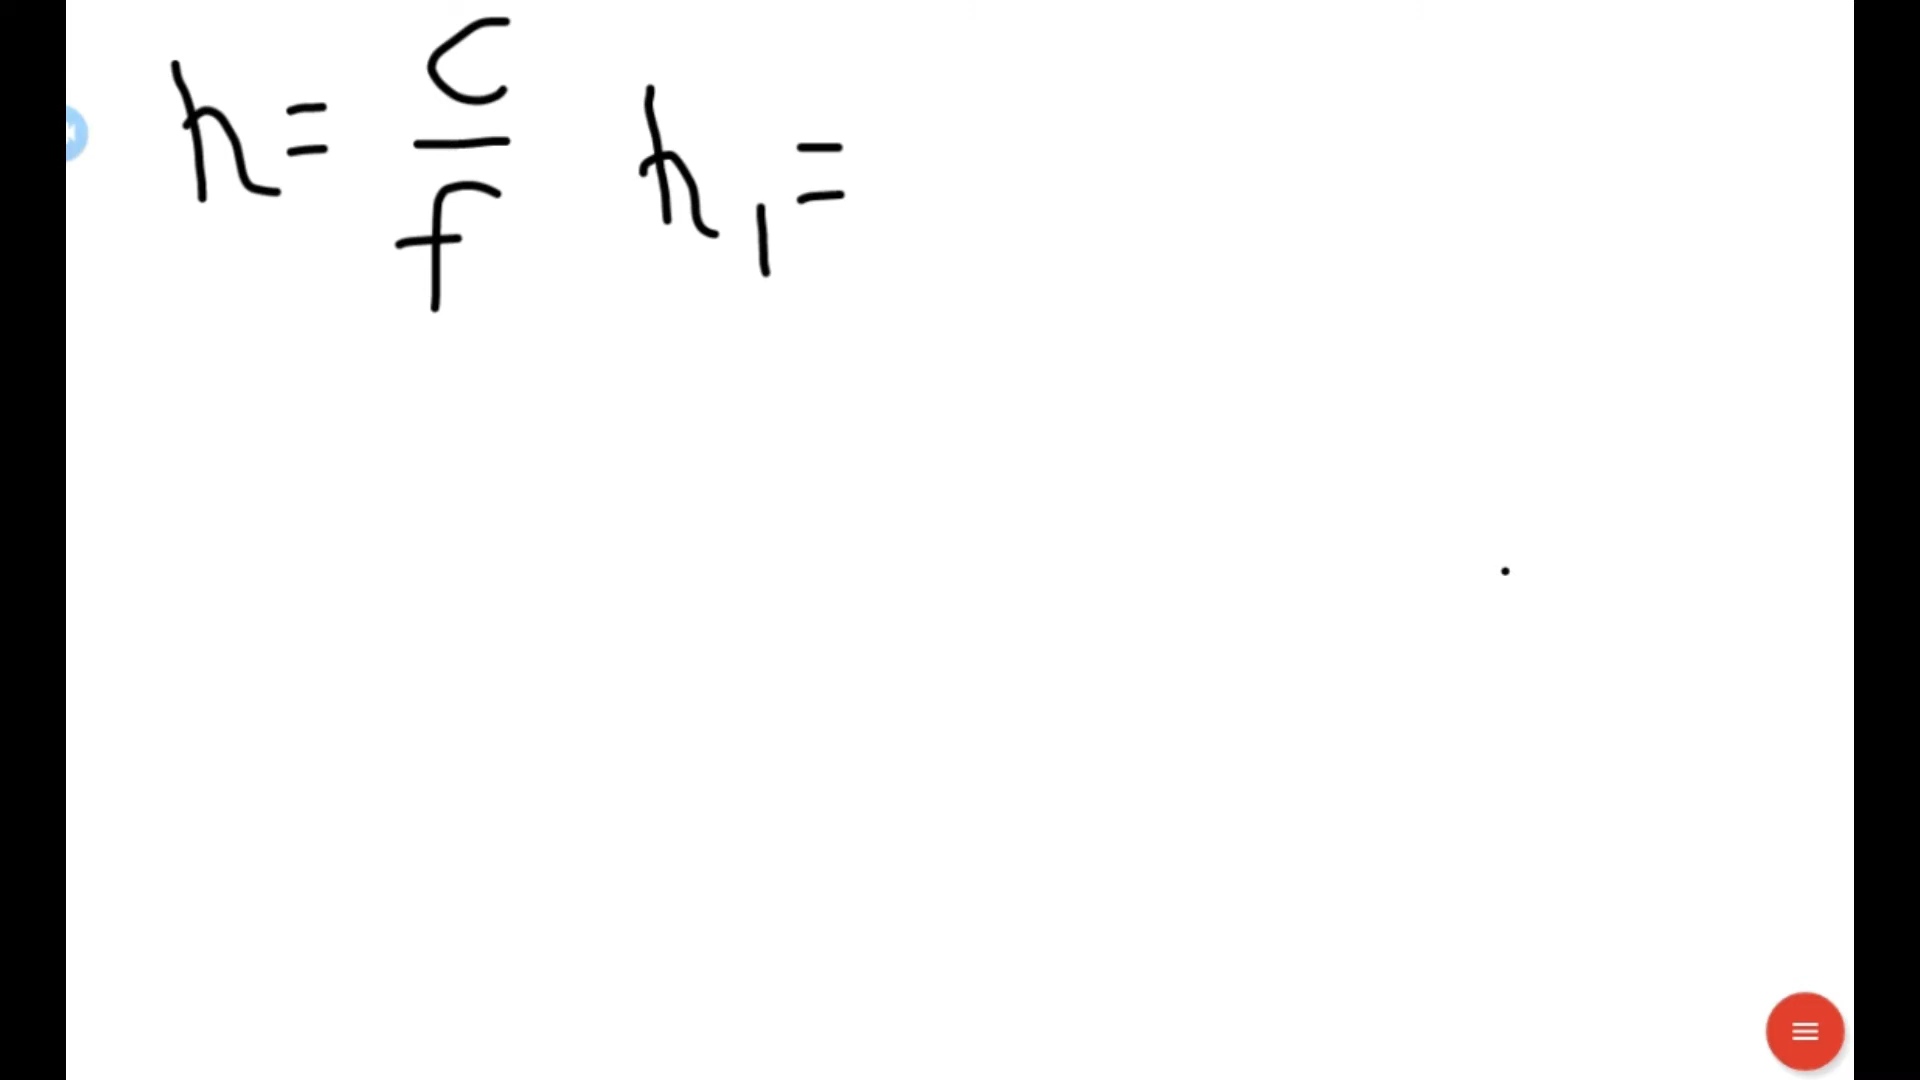 h = c/f h₁ =